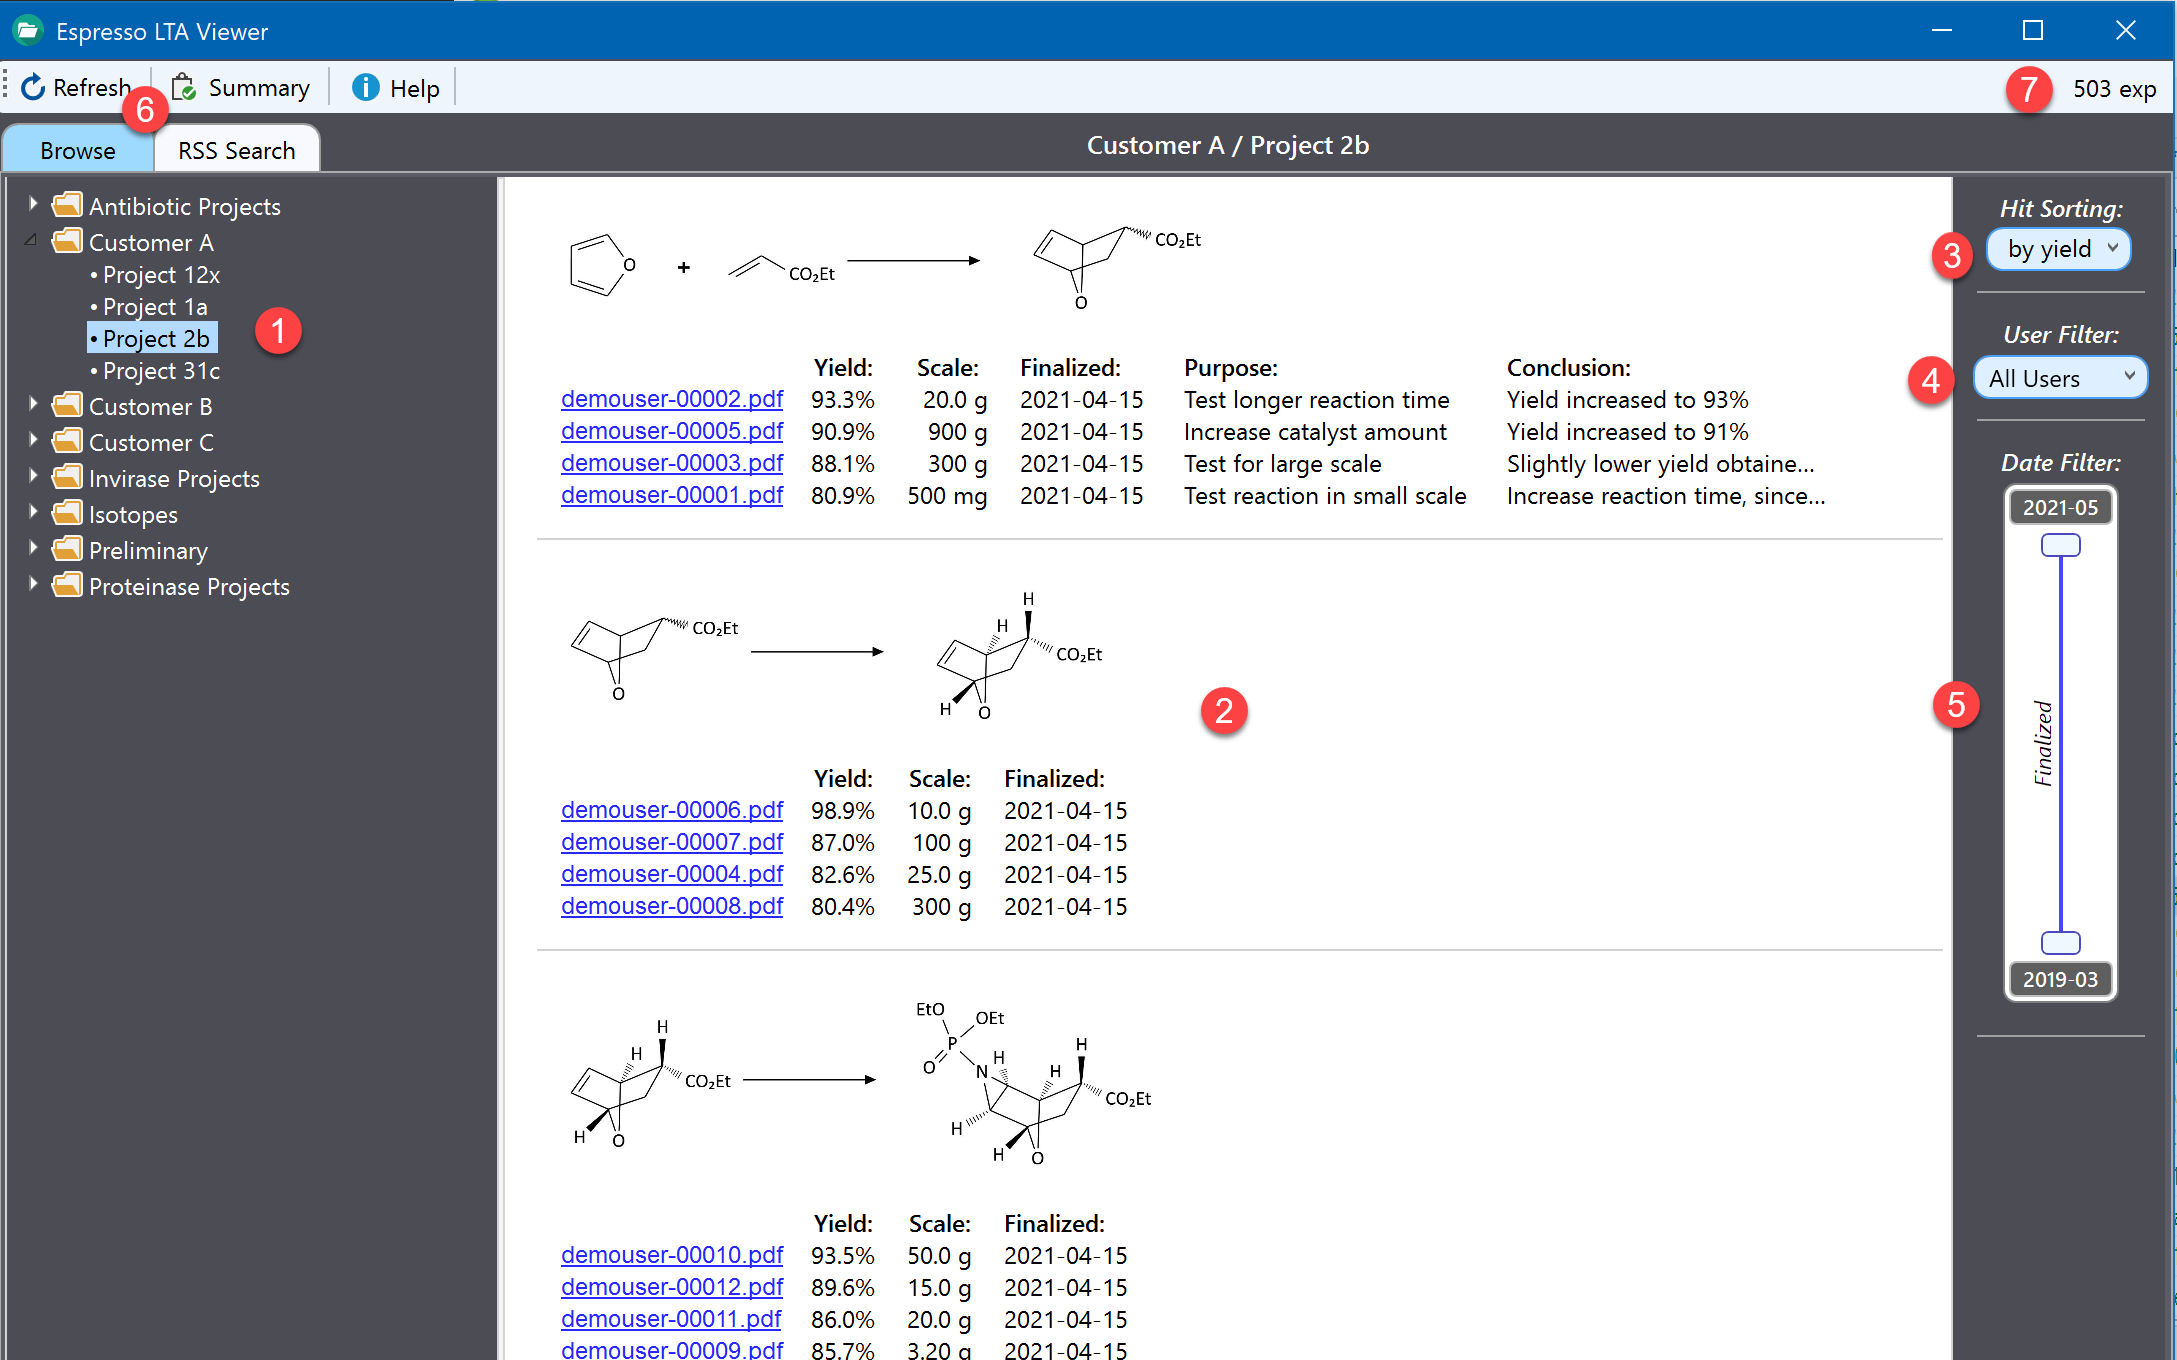 Espresso LTA Viewer
Refresh Summary Help 7 503 exp
6
Browse RSS Search Customer A / Project 2b
Antibiotic Projects
Customer A
• Project 12x
• Project 1a
• Project 2b
• Project 31c
1
Customer B
Customer C
Invirase Projects
Isotopes
Preliminary
Proteinase Projects
O + CO₂Et CO₂Et
O
Yield: Scale: Finalized: Purpose: Conclusion:
demouser-00002.pdf 93.3% 20.0 g 2021-04-15 Test longer reaction time Yield increased to 93%
demouser-00005.pdf 90.9% 900 g 2021-04-15 Increase catalyst amount Yield increased to 91%
demouser-00003.pdf 88.1% 300 g 2021-04-15 Test for large scale Slightly lower yield obtaine...
demouser-00001.pdf 80.9% 500 mg 2021-04-15 Test reaction in small scale Increase reaction time, since...
H
CO₂Et H
CO₂Et
O H O
2
Yield: Scale: Finalized:
demouser-00006.pdf 98.9% 10.0 g 2021-04-15
demouser-00007.pdf 87.0% 100 g 2021-04-15
demouser-00004.pdf 82.6% 25.0 g 2021-04-15
demouser-00008.pdf 80.4% 300 g 2021-04-15
EtO OEt
H P H
H O N H H
CO₂Et CO₂Et
H O H H O
Yield: Scale: Finalized:
demouser-00010.pdf 93.5% 50.0 g 2021-04-15
demouser-00012.pdf 89.6% 15.0 g 2021-04-15
demouser-00011.pdf 86.0% 20.0 g 2021-04-15
demouser-00009.pdf 85.7% 3.20 g 2021-04-15
Hit Sorting:
3 by yield
User Filter:
4 All Users
Date Filter:
2021-05
5 Finalized
2019-03